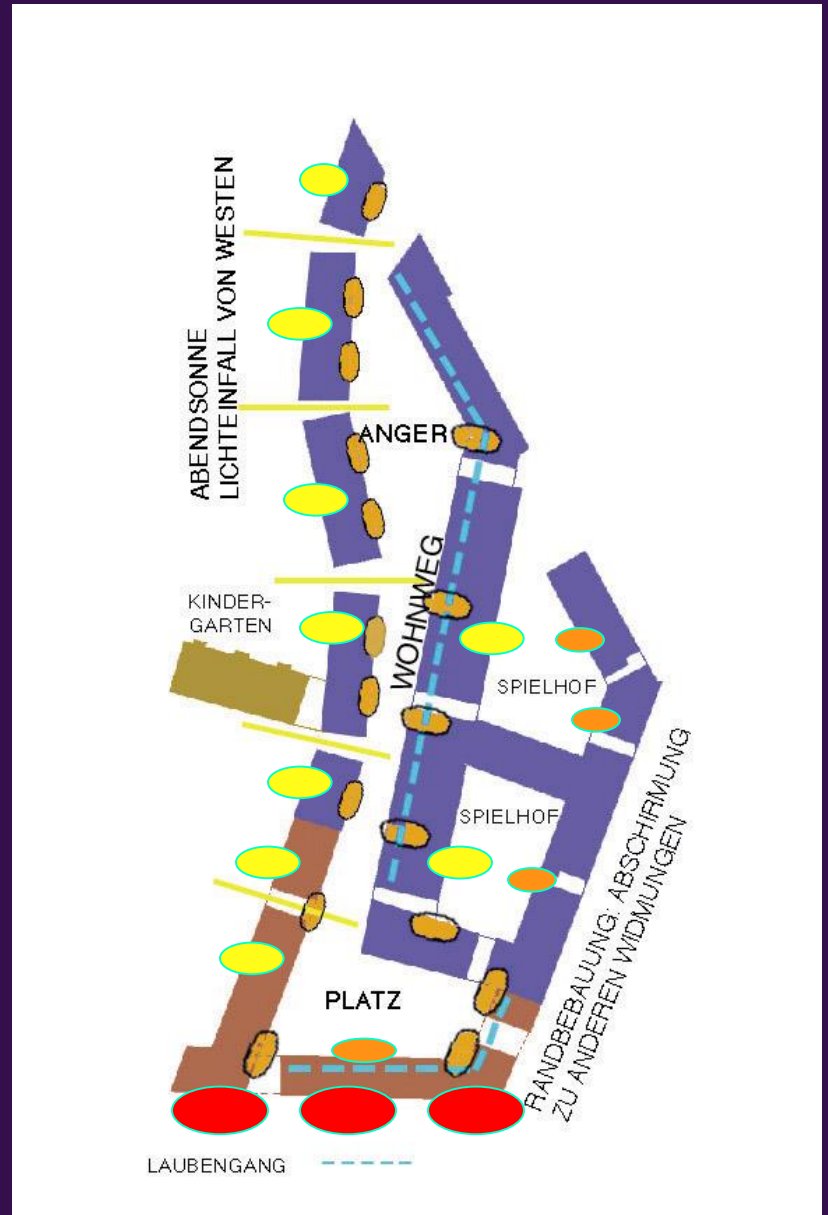 ABENDSONNE
LICHTEINFALL VON WESTEN
ANGER
WOHNWEG
KINDER-
GARTEN
SPIELHOF
SPIELHOF
RANDBEBAUUNG: ABSCHIRMUNG
ZU ANDEREN WIDMUNGEN
PLATZ
LAUBENGANG